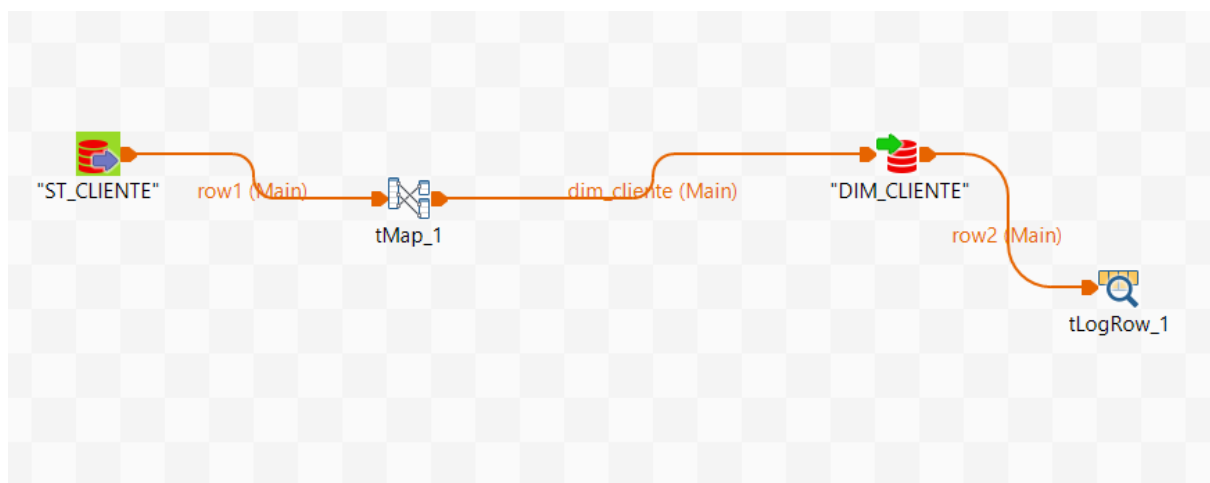 "ST_CLIENTE"
row1 (Main)
tMap_1
dim_cliente (Main)
"DIM_CLIENTE"
row2 (Main)
tLogRow_1